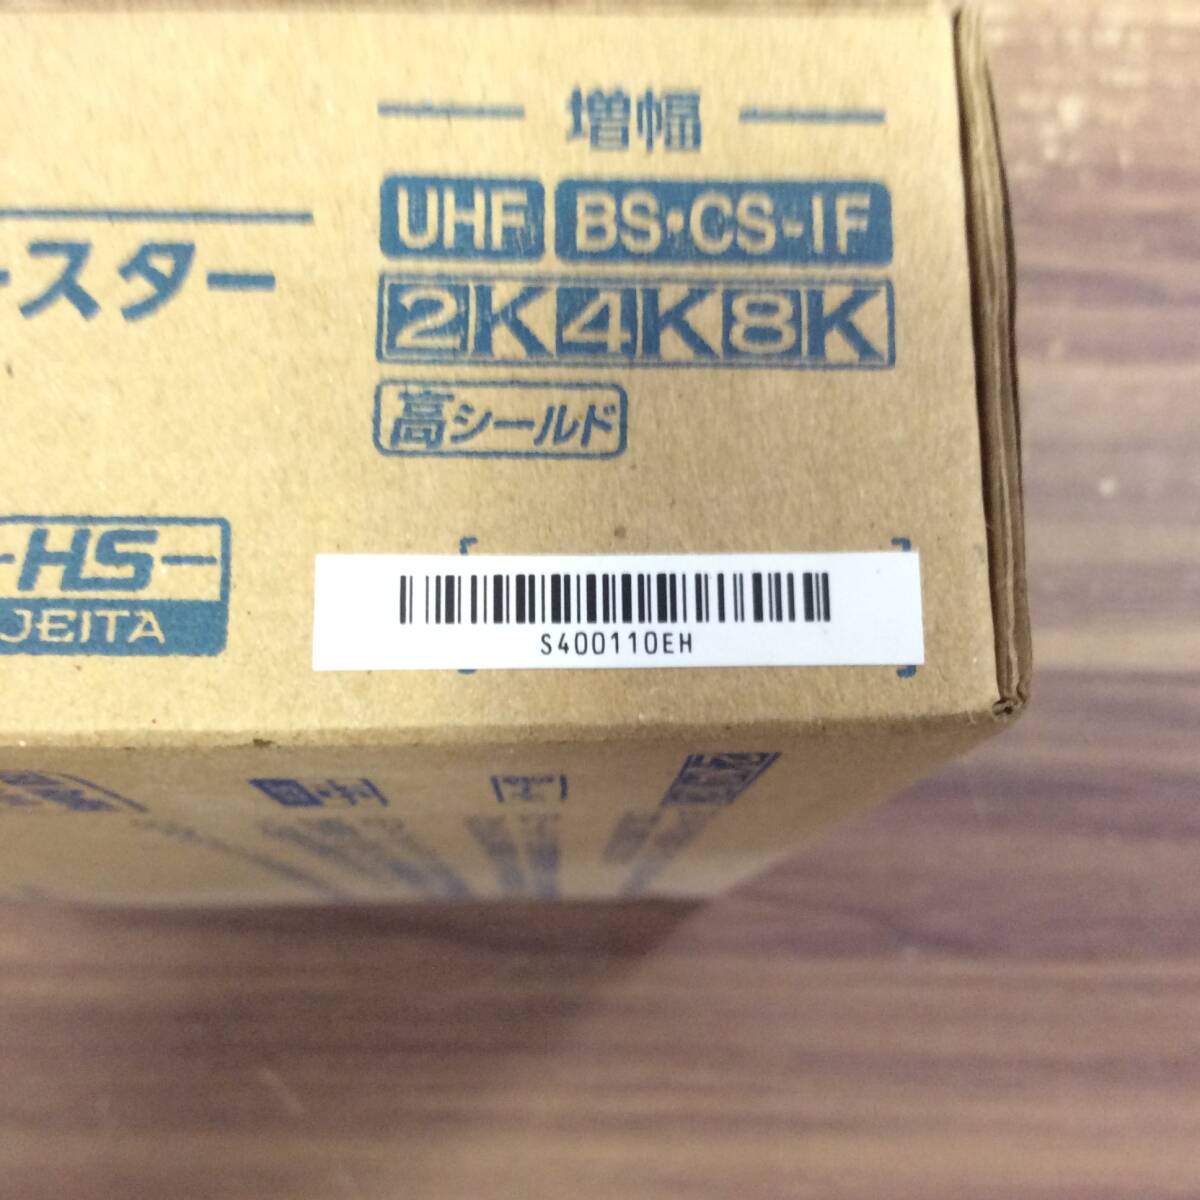 増幅
UHF BS・CS-IF
ースター
2K4K8K
高シールド
HS
JEITA
S400110EH